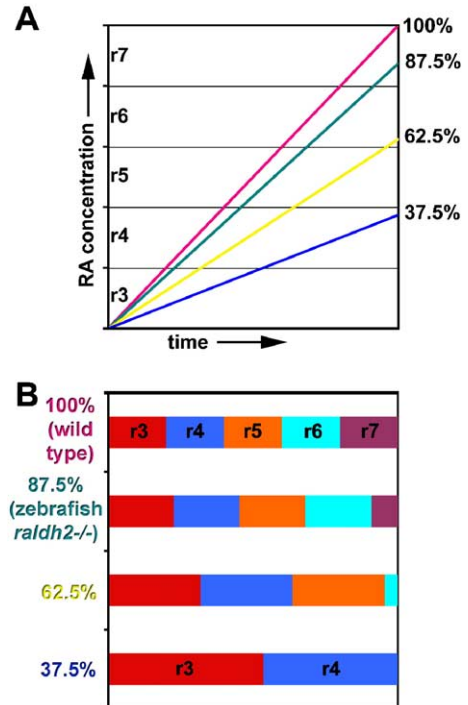 A
100%
r7
87.5%
r6
62.5%
RA concentration
r5
37.5%
r4
r3
time
B
100%
(wild
type)
r3 r4 r5 r6 r7
87.5%
(zebrafish
raldh2-/-)
62.5%
37.5%
r3 r4